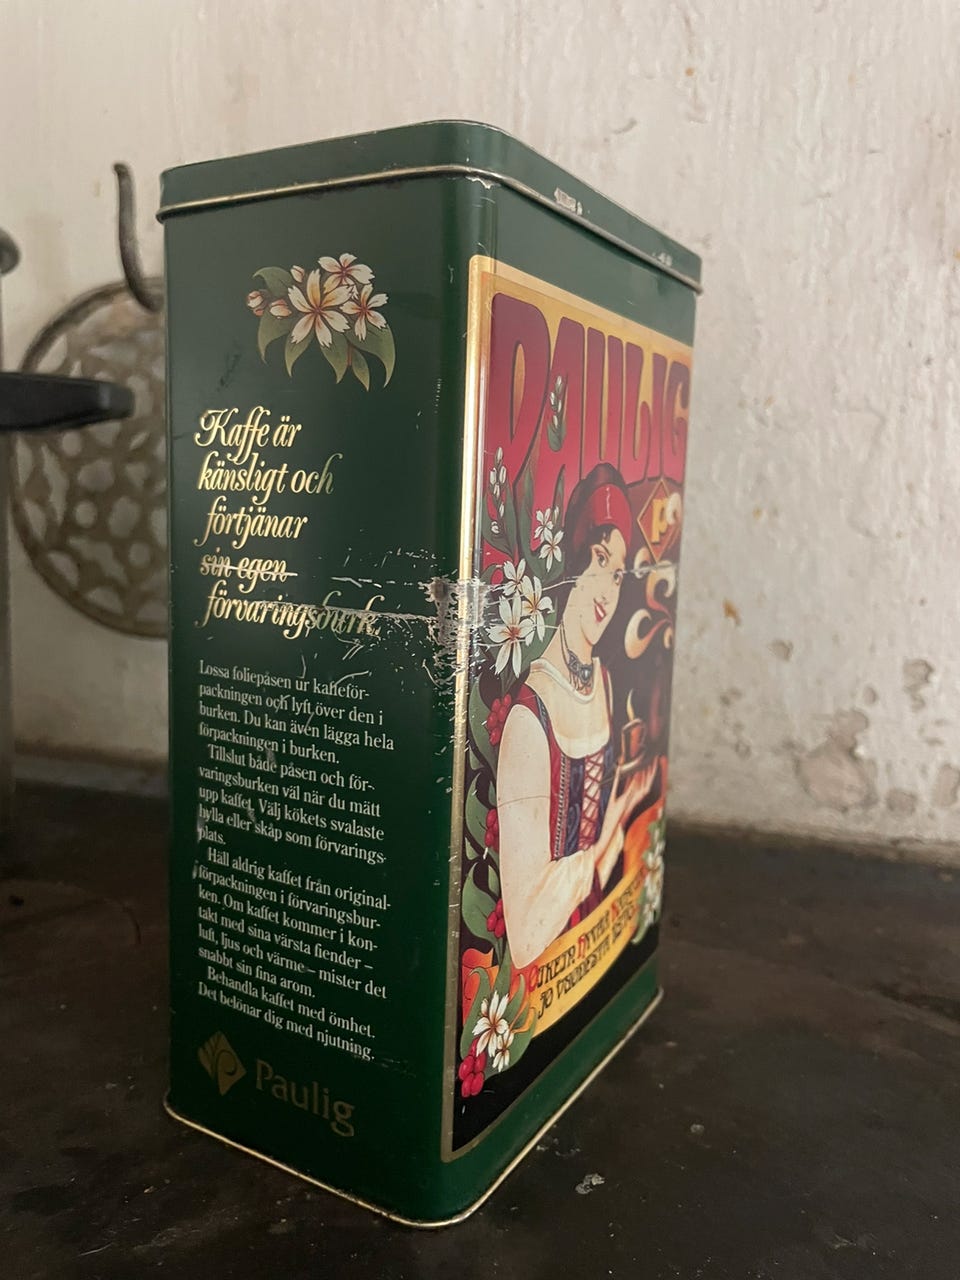 Kaffe är
känsligt och
förtjänar
sin egen
förvaringsburk.
Lossa foliepåsen ur kaffeför-
packningen och lyft över den i
burken. Du kan även lägga hela
förpackningen i burken.
Tillslut både påsen och för-
varingsburken väl när du mätt
upp kaffet. Välj kökets svalaste
hylla eller skåp som förvarings-
plats.
Häll aldrig kaffet från original-
förpackningen i förvaringsbur-
ken. Om kaffet kommer i kon-
takt med sina värsta fiender –
luft, ljus och värme – mister det
snabbt sin fina arom.
Behandla kaffet med ömhet.
Det belönar dig med njutning.
Paulig
PAULIG
P
OIKEIN HYVÄÄ
JO VUODESTA